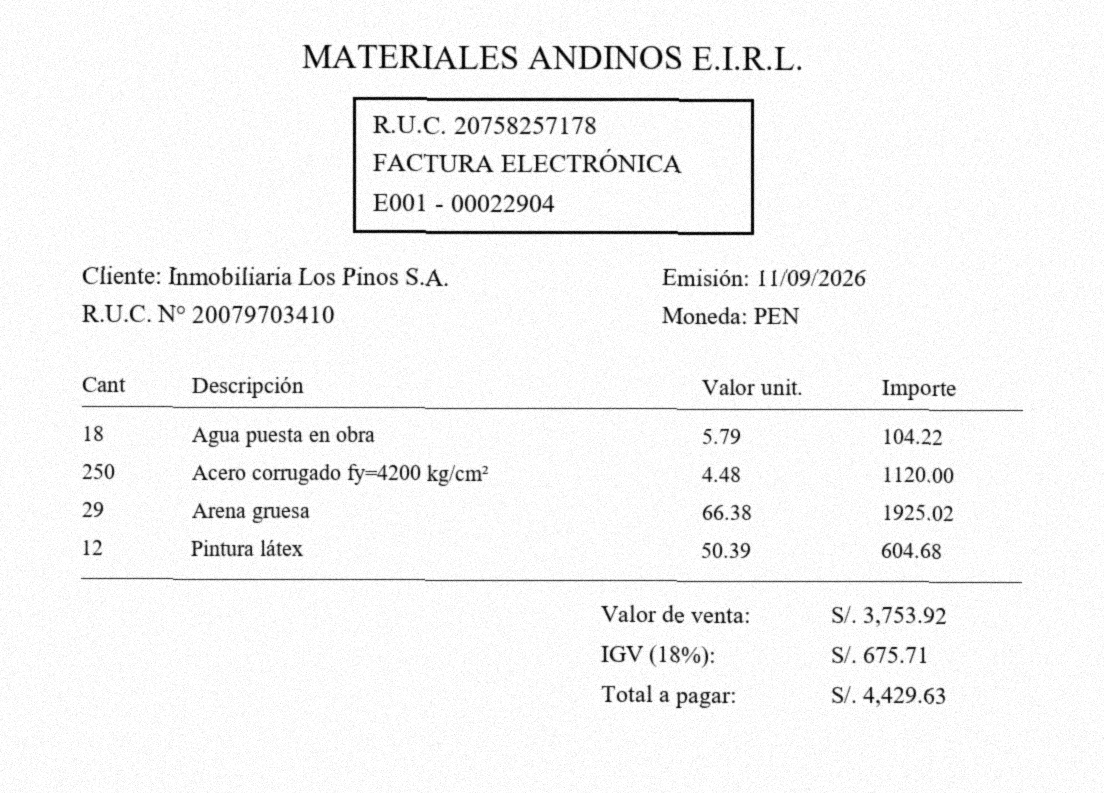 MATERIALES ANDINOS E.I.R.L.
R.U.C. 20758257178
FACTURA ELECTRÓNICA
E001 - 00022904
Cliente: Inmobiliaria Los Pinos S.A. Emisión: 11/09/2026
R.U.C. N° 20079703410 Moneda: PEN
Cant Descripción Valor unit. Importe
18 Agua puesta en obra 5.79 104.22
250 Acero corrugado fy=4200 kg/cm² 4.48 1120.00
29 Arena gruesa 66.38 1925.02
12 Pintura látex 50.39 604.68
Valor de venta: S/. 3,753.92
IGV (18%): S/. 675.71
Total a pagar: S/. 4,429.63